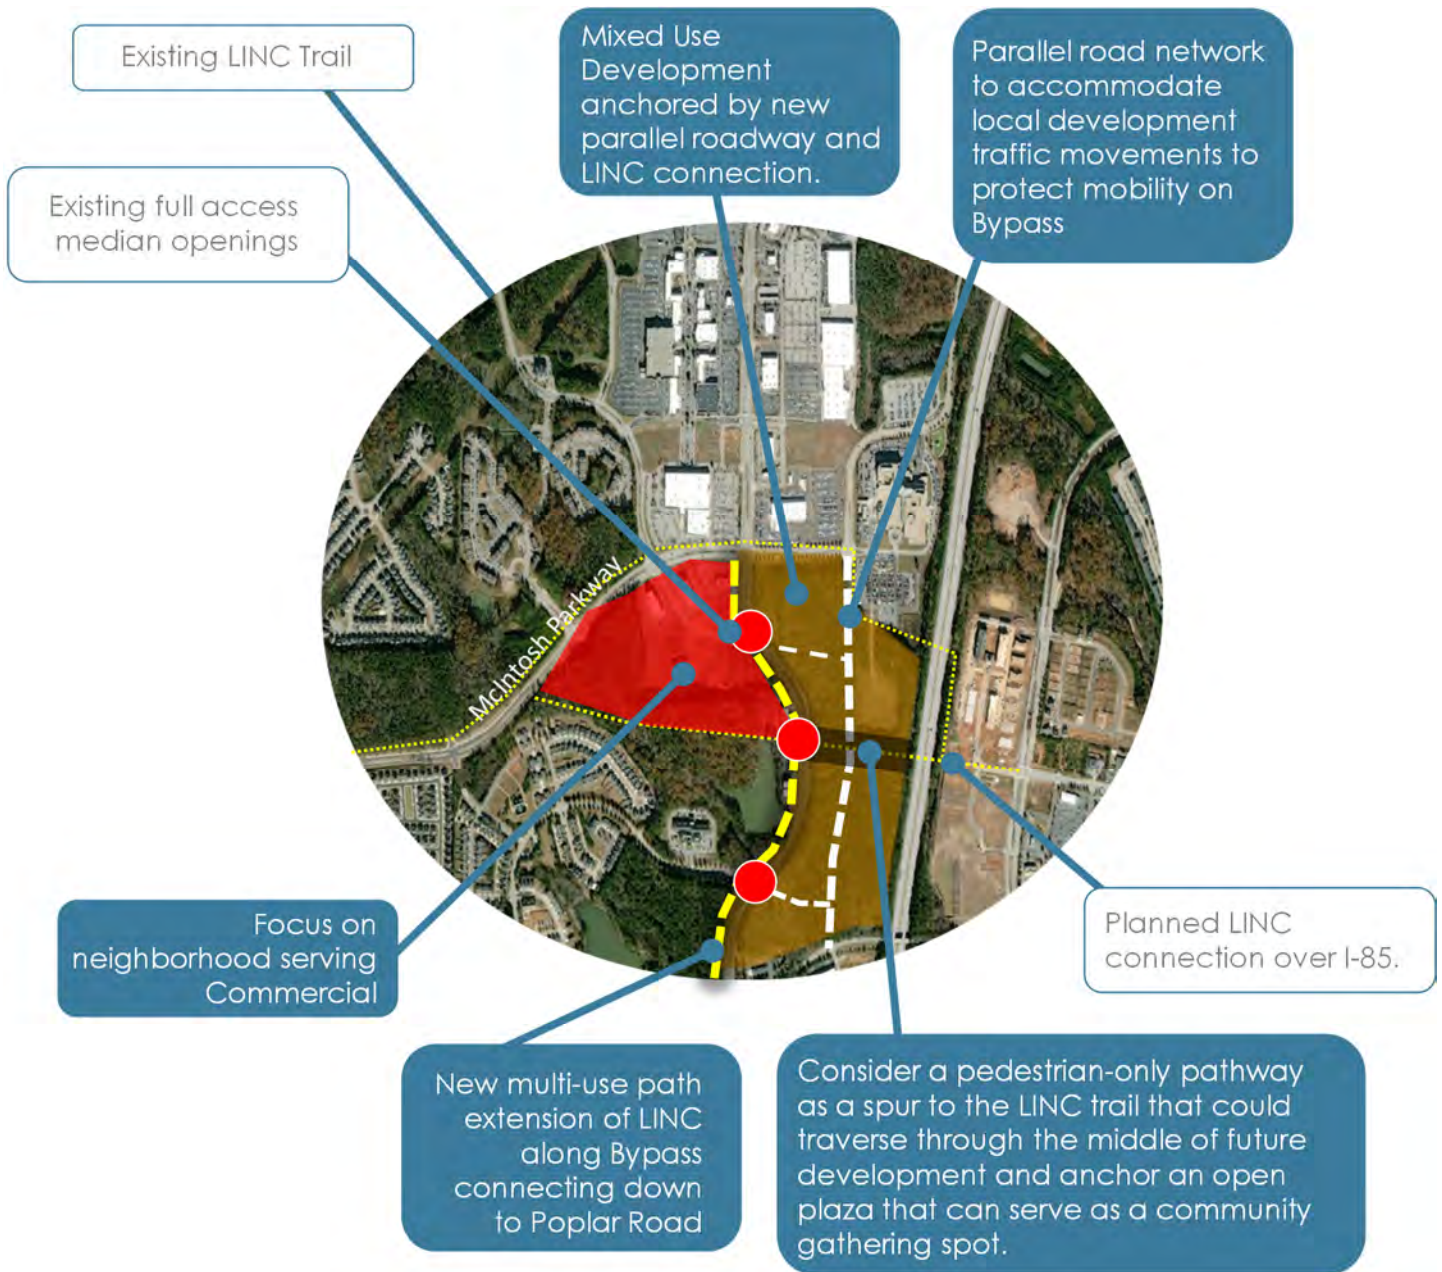 Existing LINC Trail
Mixed Use
Development
anchored by new
parallel roadway and
LINC connection.
Parallel road network
to accommodate
local development
traffic movements to
protect mobility on
Bypass
Existing full access
median openings
McIntosh Parkway
Focus on
neighborhood serving
Commercial
Planned LINC
connection over I-85.
New multi-use path
extension of LINC
along Bypass
connecting down
to Poplar Road
Consider a pedestrian-only pathway
as a spur to the LINC trail that could
traverse through the middle of future
development and anchor an open
plaza that can serve as a community
gathering spot.